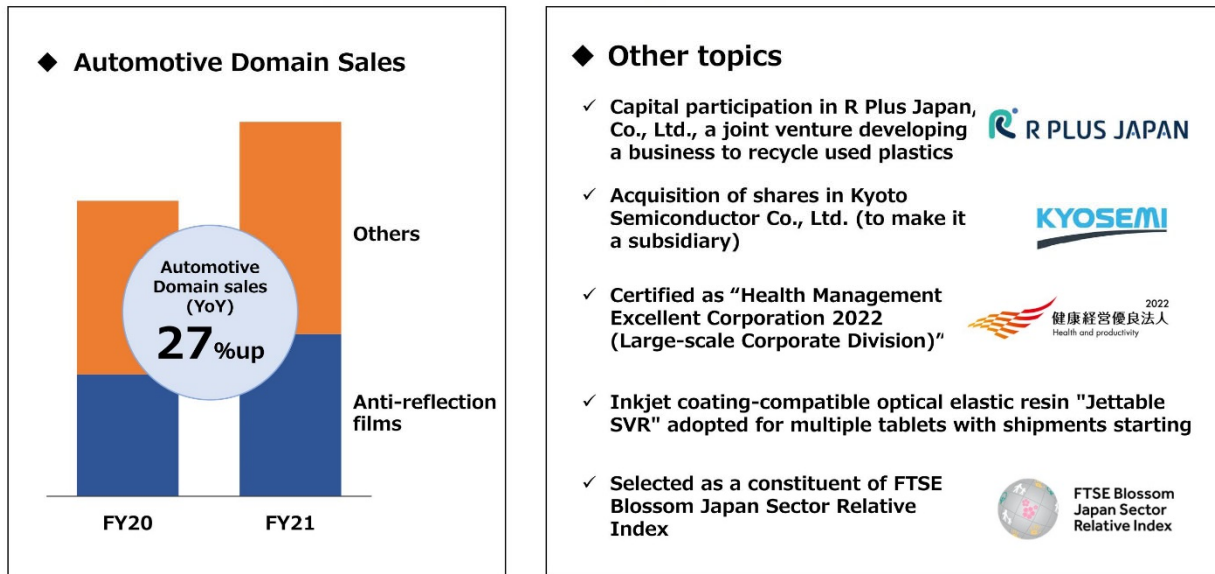 ◆ Automotive Domain Sales
Others
Automotive
Domain sales
(YoY)
27%up
Anti-reflection
films
FY20
FY21
◆ Other topics
✓ Capital participation in R Plus Japan,
Co., Ltd., a joint venture developing
a business to recycle used plastics
R PLUS JAPAN
✓ Acquisition of shares in Kyoto
Semiconductor Co., Ltd. (to make it
a subsidiary)
KYOSEMI
✓ Certified as “Health Management
Excellent Corporation 2022
(Large-scale Corporate Division)”
2022
健康経営優良法人
Health and productivity
✓ Inkjet coating-compatible optical elastic resin "Jettable
SVR" adopted for multiple tablets with shipments starting
✓ Selected as a constituent of FTSE
Blossom Japan Sector Relative
Index
FTSE Blossom
Japan Sector
Relative Index